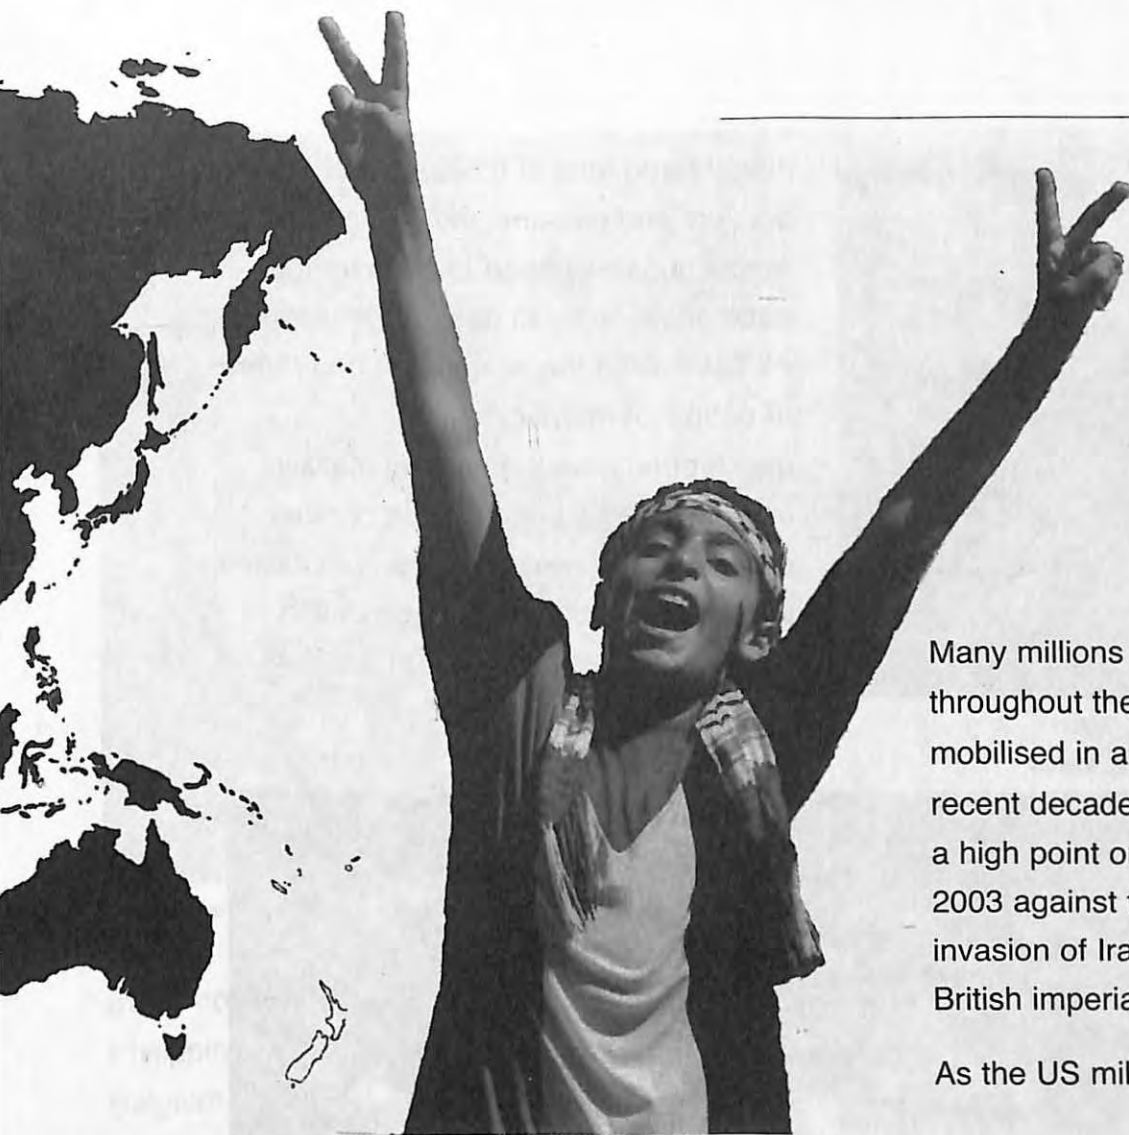 Many millions
throughout the
mobilised in a
recent decade
a high point o
2003 against
invasion of Ira
British imperia
As the US mil